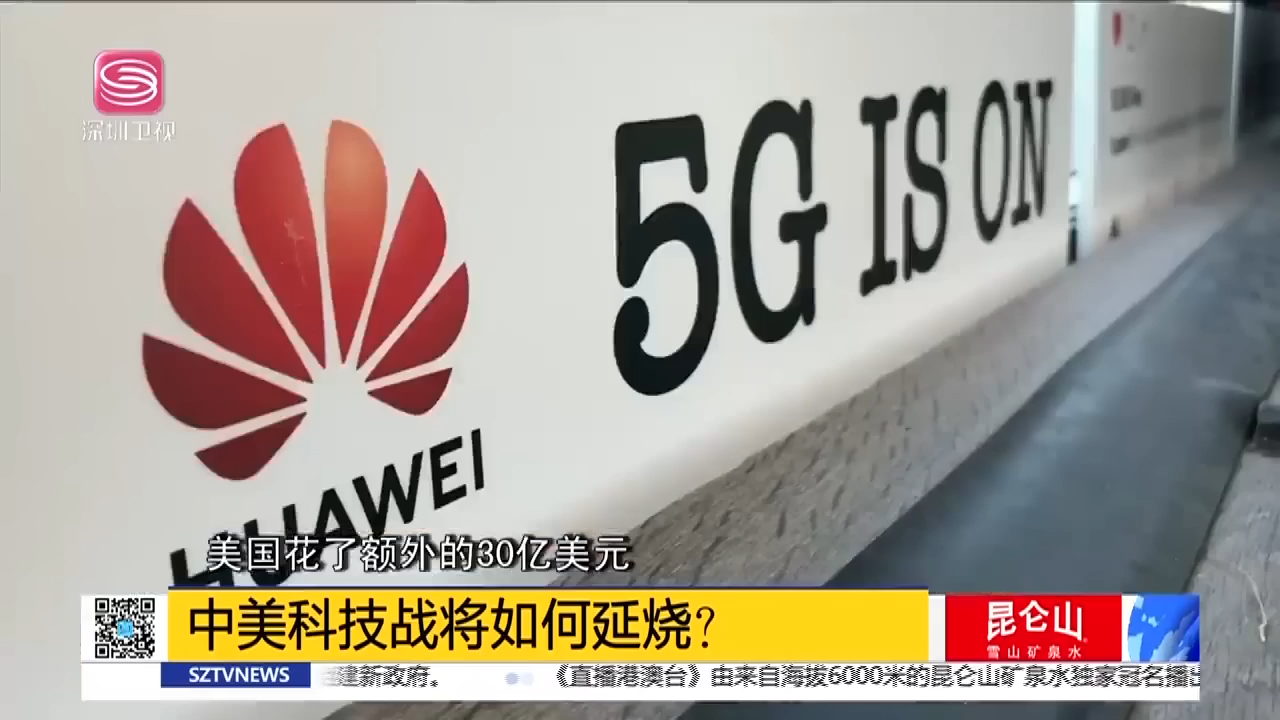 深圳卫视
5G IS ON
HUAWEI
美国花了额外的30亿美元
中美科技战将如何延烧?
昆仑山
雪山矿泉水
SZTVNEWS
建新政府。
《直播港澳台》由来自海拔6000米的昆仑山矿泉水独家冠名播出